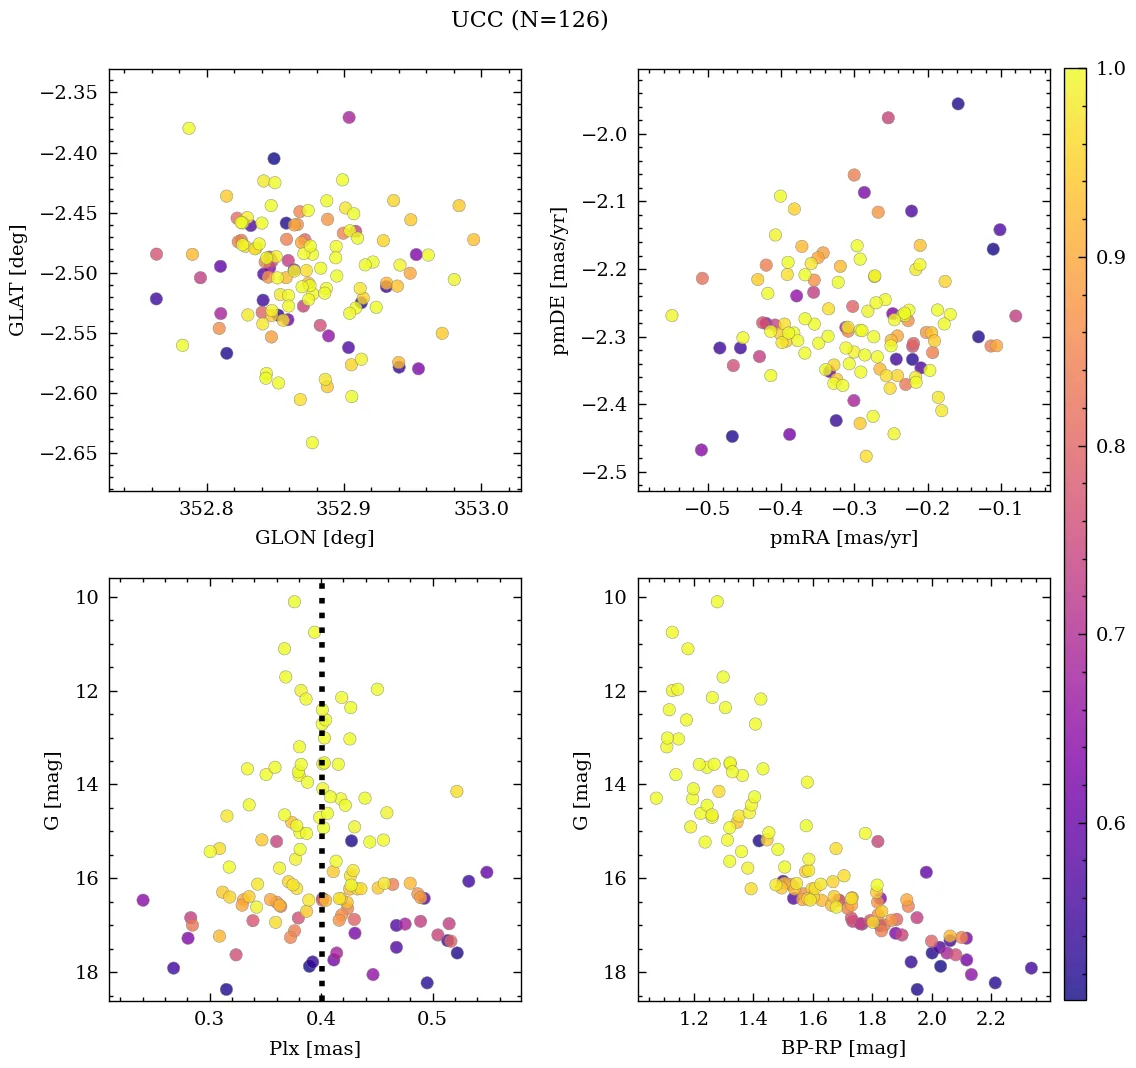 UCC (N=126)
−2.35
−2.40
−2.45
−2.50
−2.55
−2.60
−2.65
GLAT [deg]
352.8 352.9 353.0
GLON [deg]
−2.0
−2.1
−2.2
−2.3
−2.4
−2.5
pmDE [mas/yr]
−0.5 −0.4 −0.3 −0.2 −0.1
pmRA [mas/yr]
10
12
14
16
18
G [mag]
0.3 0.4 0.5
Plx [mas]
10
12
14
16
18
G [mag]
1.2 1.4 1.6 1.8 2.0 2.2
BP-RP [mag]
1.0
0.9
0.8
0.7
0.6